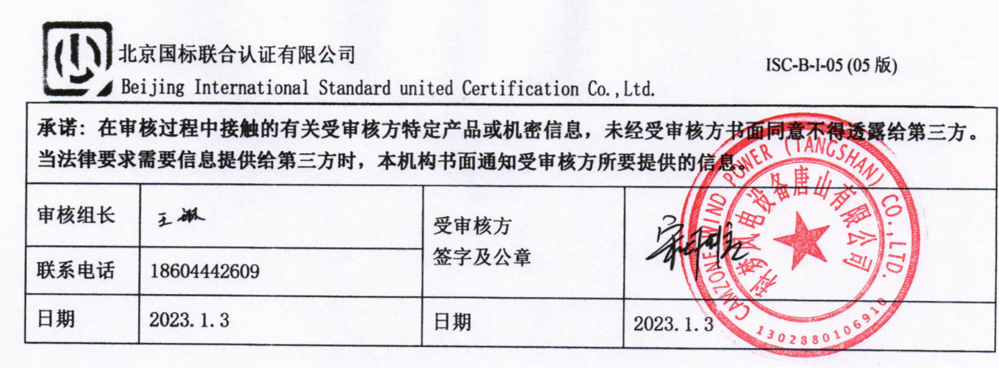 北京国标联合认证有限公司
ISC-B-I-05 (05 版)
Beijing International Standard united Certification Co.,Ltd.
承诺：在审核过程中接触的有关受审核方特定产品或机密信息，未经受审核方书面同意不得透露给第三方。
当法律要求需要信息提供给第三方时，本机构书面通知受审核方所要提供的信息。
审核组长
王
受审核方
签字及公章
联系电话
18604442609
日期
2023.1.3
日期
2023.1.3
CAMZONE WIND POWER (TANGSHAN) CO.,LTD.
科梦风电设备唐山有限公司
1302880106910